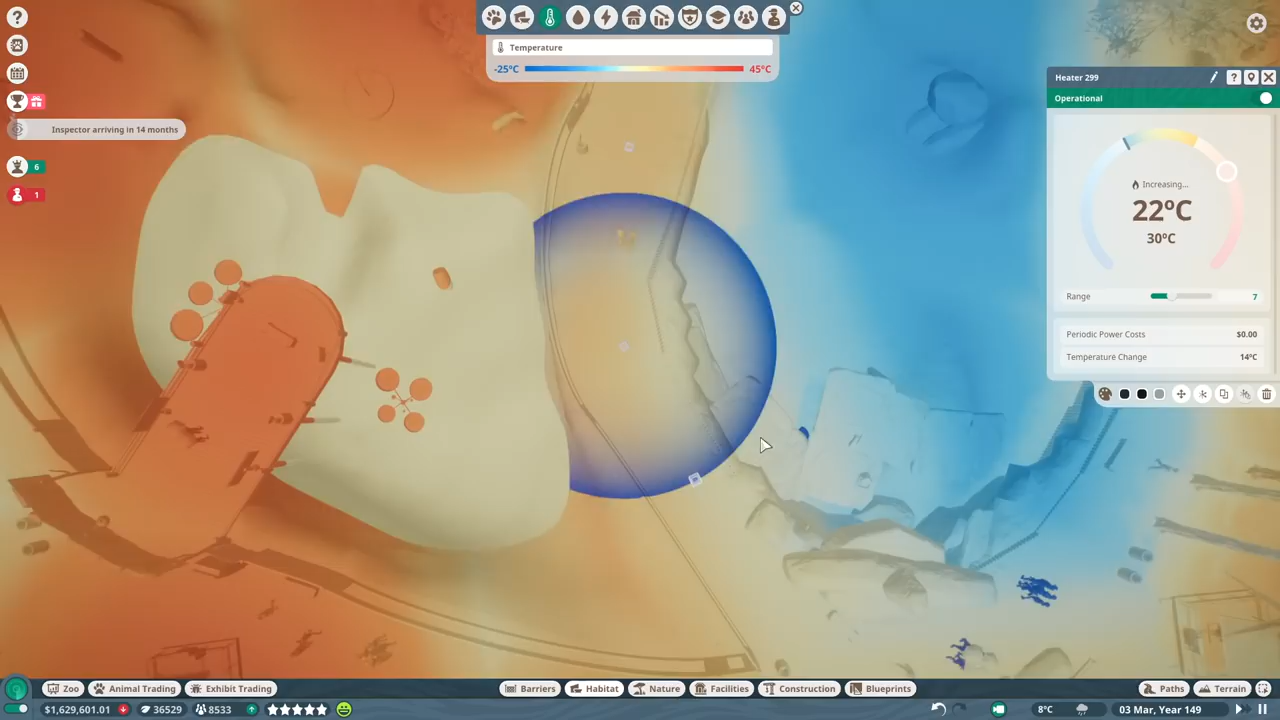 Temperature
-25°C 45°C
Inspector arriving in 14 months
6
1
Heater 299
Operational
Increasing...
22°C
30°C
Range 7
Periodic Power Costs $0.00
Temperature Change 14°C
Zoo Animal Trading Exhibit Trading Barriers Habitat Nature Facilities Construction Blueprints Paths Terrain
$1,629,601.01 36529 8533 8°C 03 Mar, Year 149